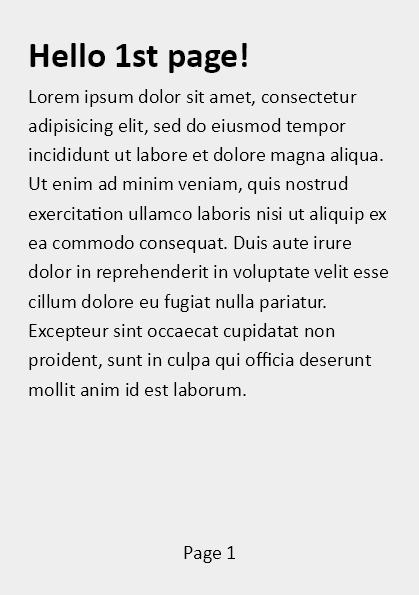 Hello 1st page!
Lorem ipsum dolor sit amet, consectetur
adipisicing elit, sed do eiusmod tempor
incididunt ut labore et dolore magna aliqua.
Ut enim ad minim veniam, quis nostrud
exercitation ullamco laboris nisi ut aliquip ex
ea commodo consequat. Duis aute irure
dolor in reprehenderit in voluptate velit esse
cillum dolore eu fugiat nulla pariatur.
Excepteur sint occaecat cupidatat non
proident, sunt in culpa qui officia deserunt
mollit anim id est laborum.
Page 1